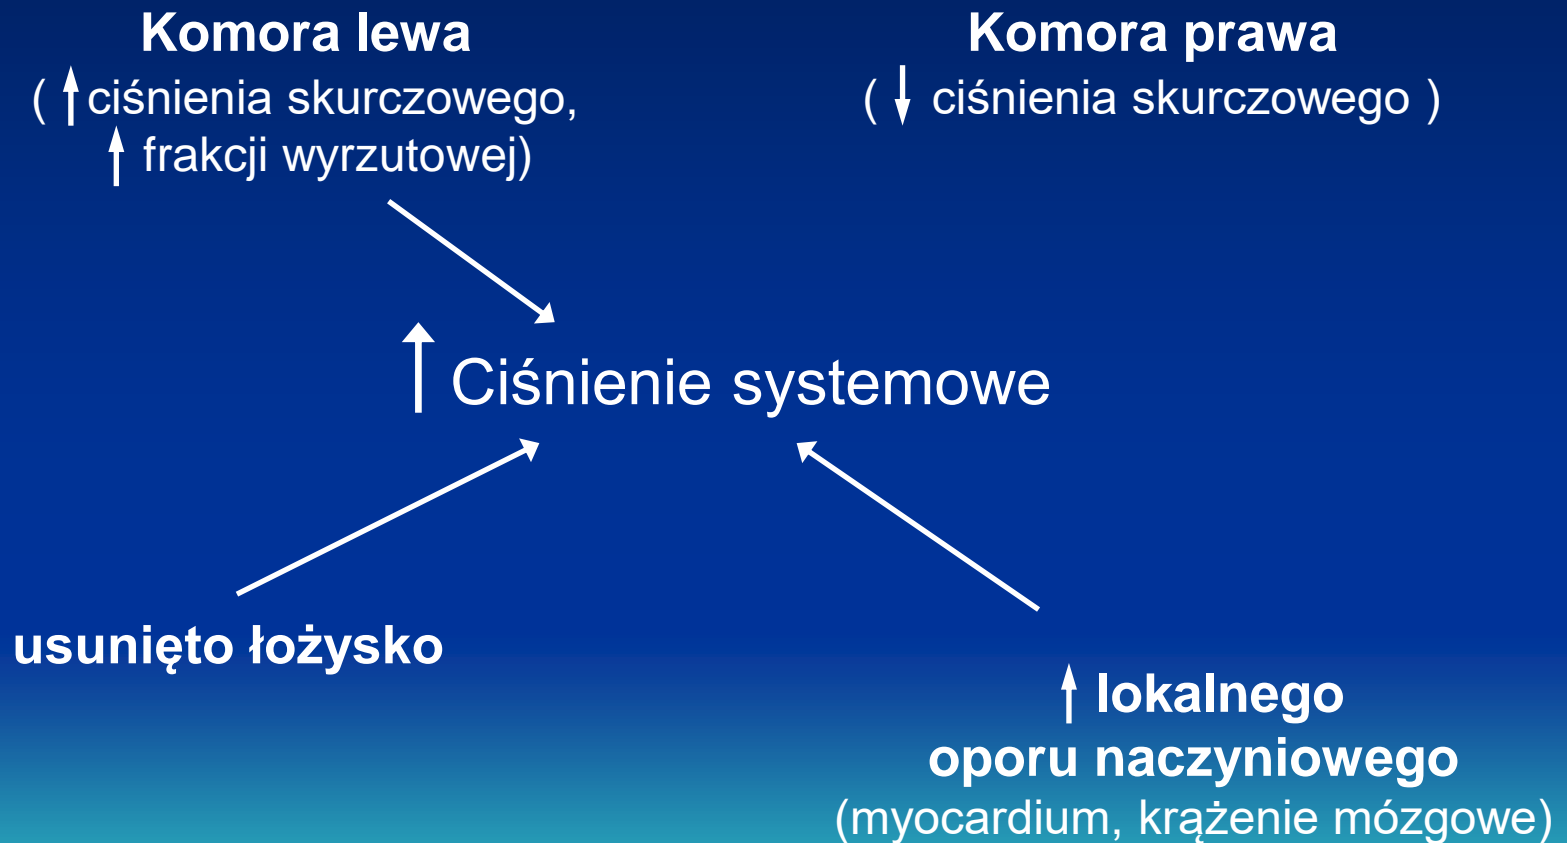 Komora lewa
( ↑ ciśnienia skurczowego,
↑ frakcji wyrzutowej)
Komora prawa
( ↓ ciśnienia skurczowego )
↑ Ciśnienie systemowe
usunięto łożysko
↑ lokalnego
oporu naczyniowego
(myocardium, krążenie mózgowe)